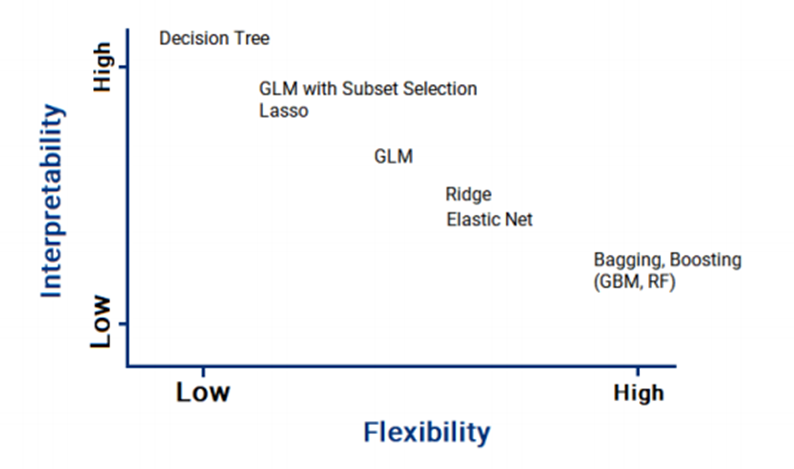 High
Interpretability
Low
Decision Tree
GLM with Subset Selection
Lasso
GLM
Ridge
Elastic Net
Bagging, Boosting
(GBM, RF)
Low
High
Flexibility